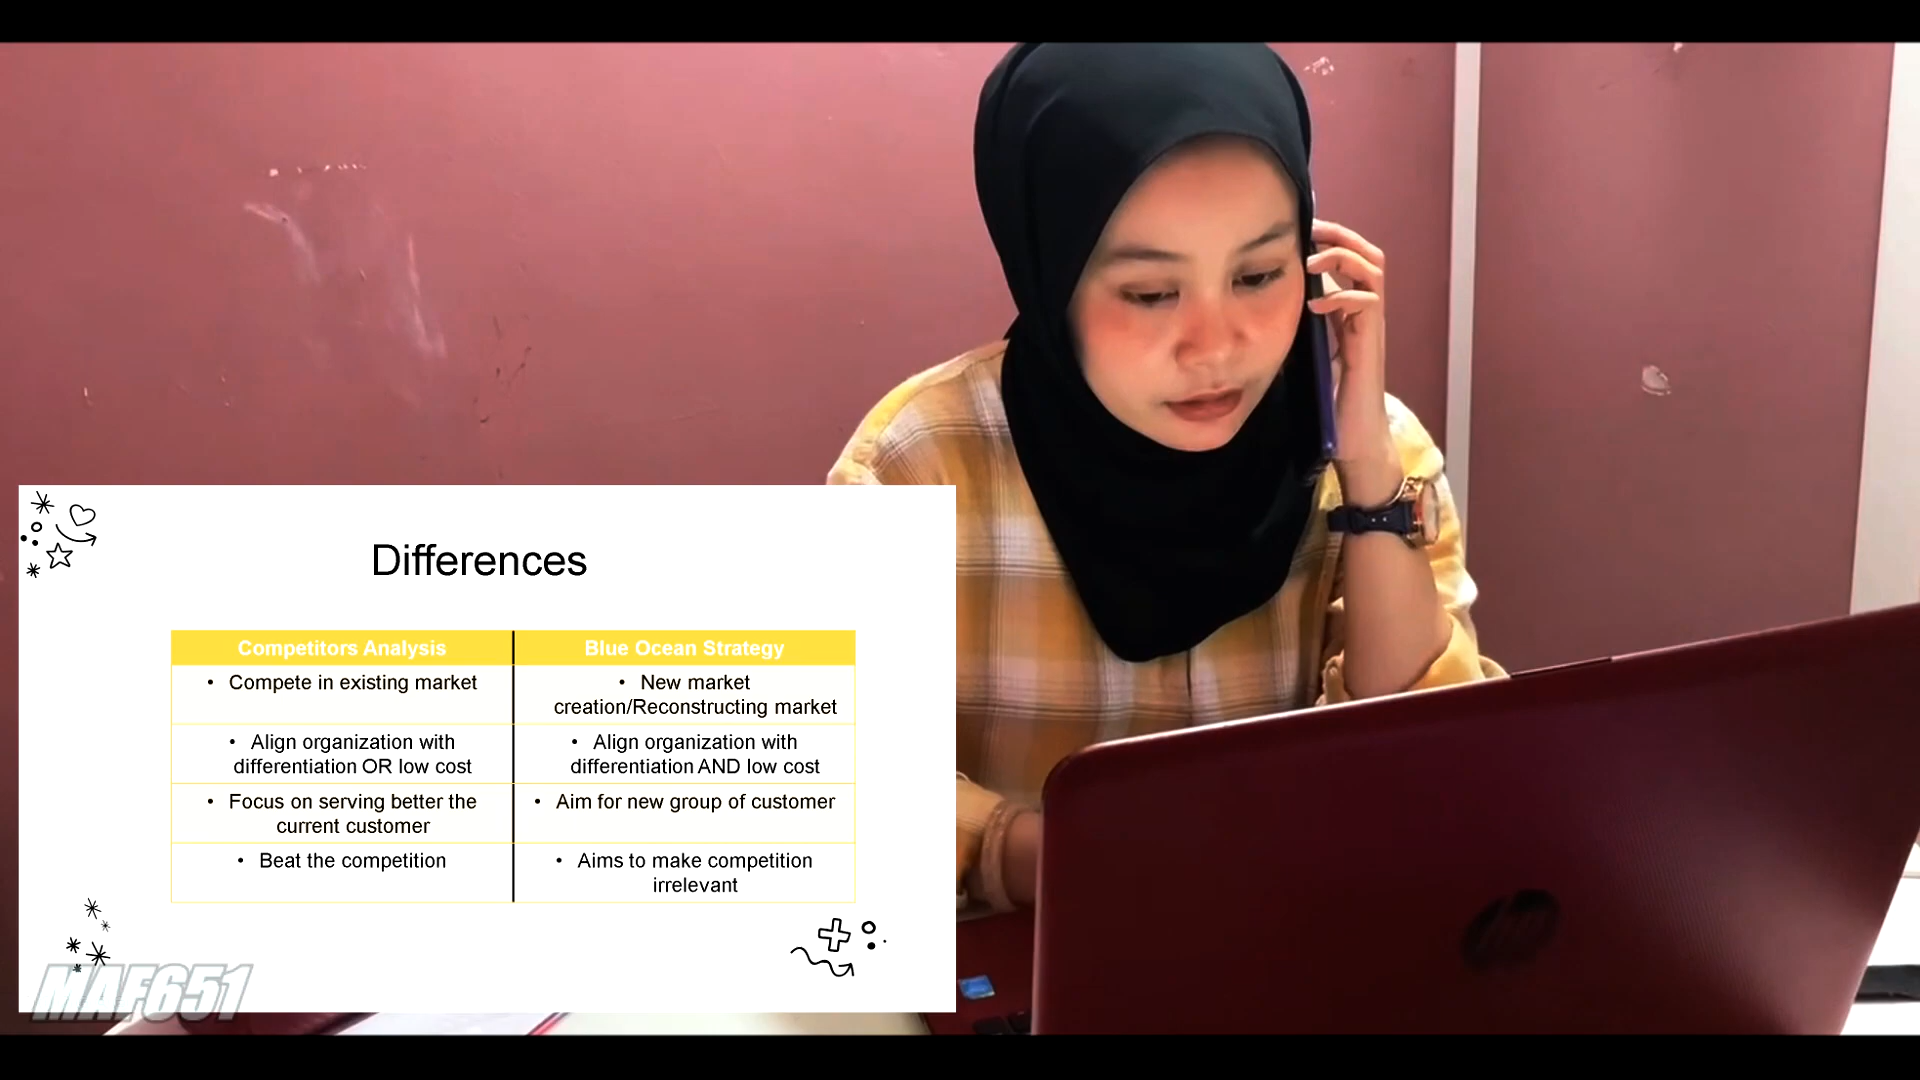 Differences
Competitors Analysis
Blue Ocean Strategy
• Compete in existing market
• New market
creation/Reconstructing market
• Align organization with
differentiation OR low cost
• Align organization with
differentiation AND low cost
• Focus on serving better the
current customer
• Aim for new group of customer
• Beat the competition
• Aims to make competition
irrelevant
MAF651
hp